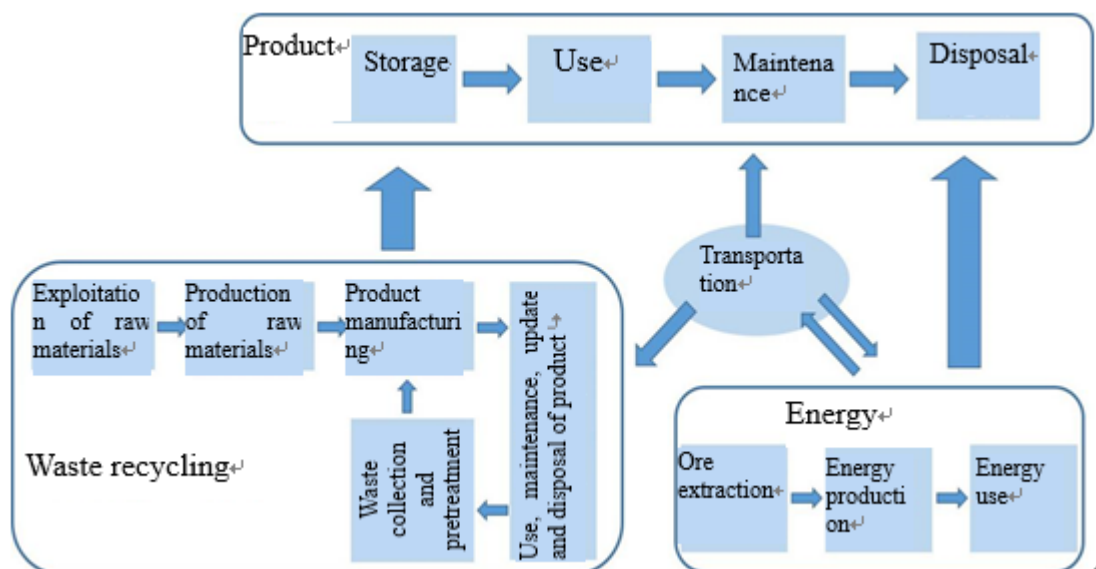 Product↵
Storage
Use↵
Maintena
nce↵
Disposal↵
Transporta
tion↵
Exploitatio
n of raw
materials↵
Production
of raw
materials↵
Product
manufacturi
ng↵
Use, maintenance, update
and disposal of product↵
Waste
collection
and
pretreatment
Waste recycling↵
Energy↵
Ore
extraction↵
Energy
producti
on↵
Energy
use↵